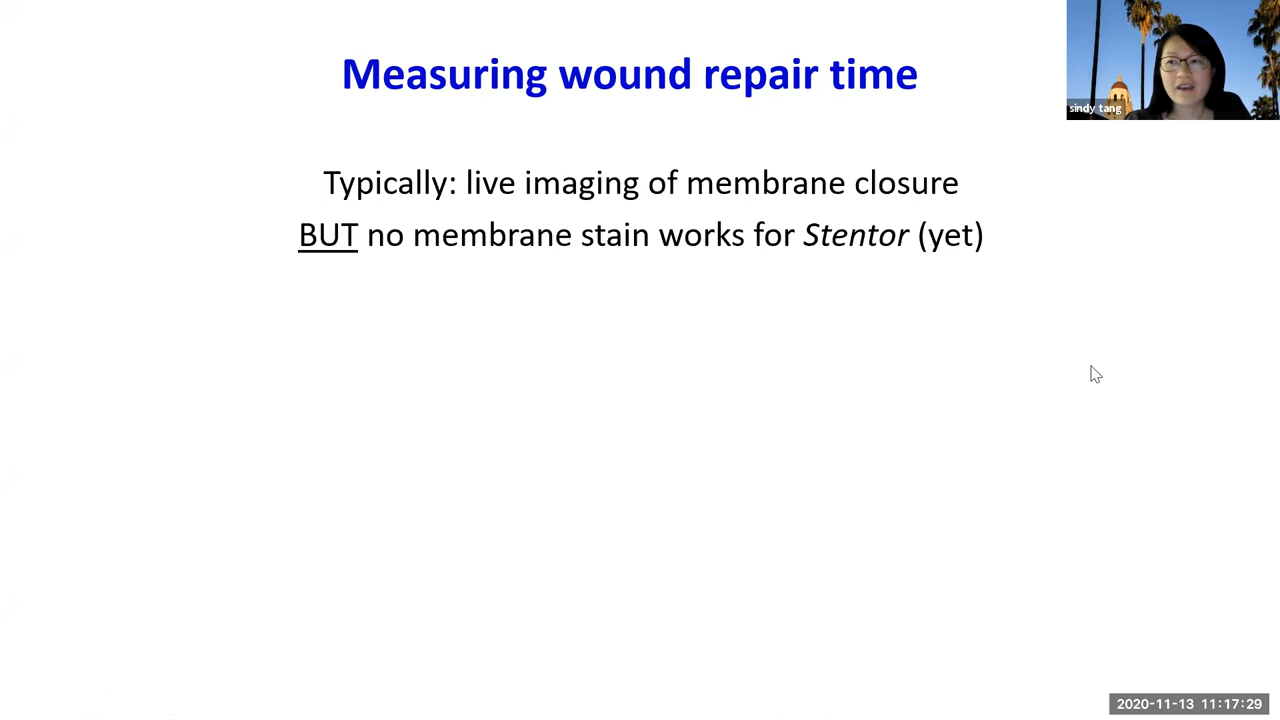 Measuring wound repair time
sindy tang
Typically: live imaging of membrane closure
BUT no membrane stain works for Stentor (yet)
2020-11-13 11:17:29